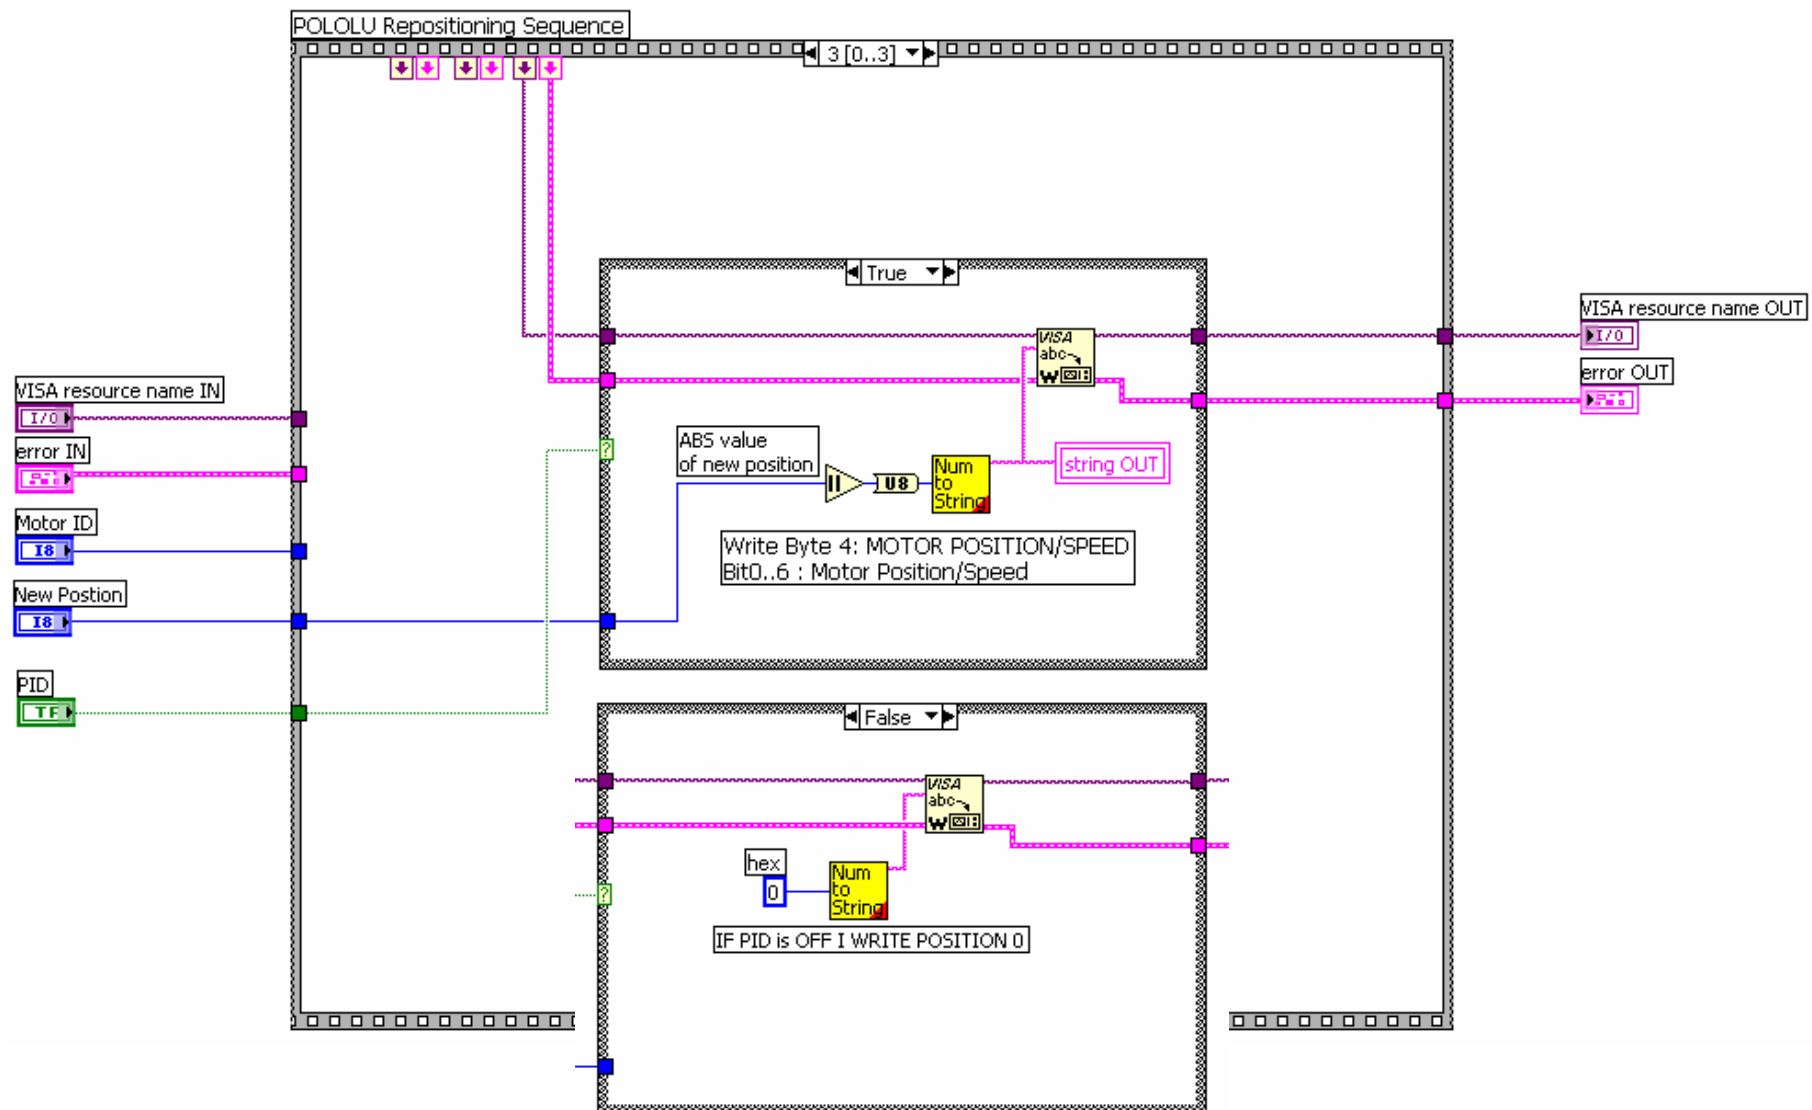 POLOLU Repositioning Sequence
3 [0..3]
True
VISA resource name OUT
I/O
error OUT
VISA
abc
W
VISA resource name IN
I/O
error IN
ABS value
of new position
U8
Num
to
String
string OUT
Motor ID
I8
Write Byte 4: MOTOR POSITION/SPEED
Bit0..6 : Motor Position/Speed
New Postion
I8
PID
TF
?
False
VISA
abc
W
hex
0
Num
to
String
?
IF PID is OFF I WRITE POSITION 0